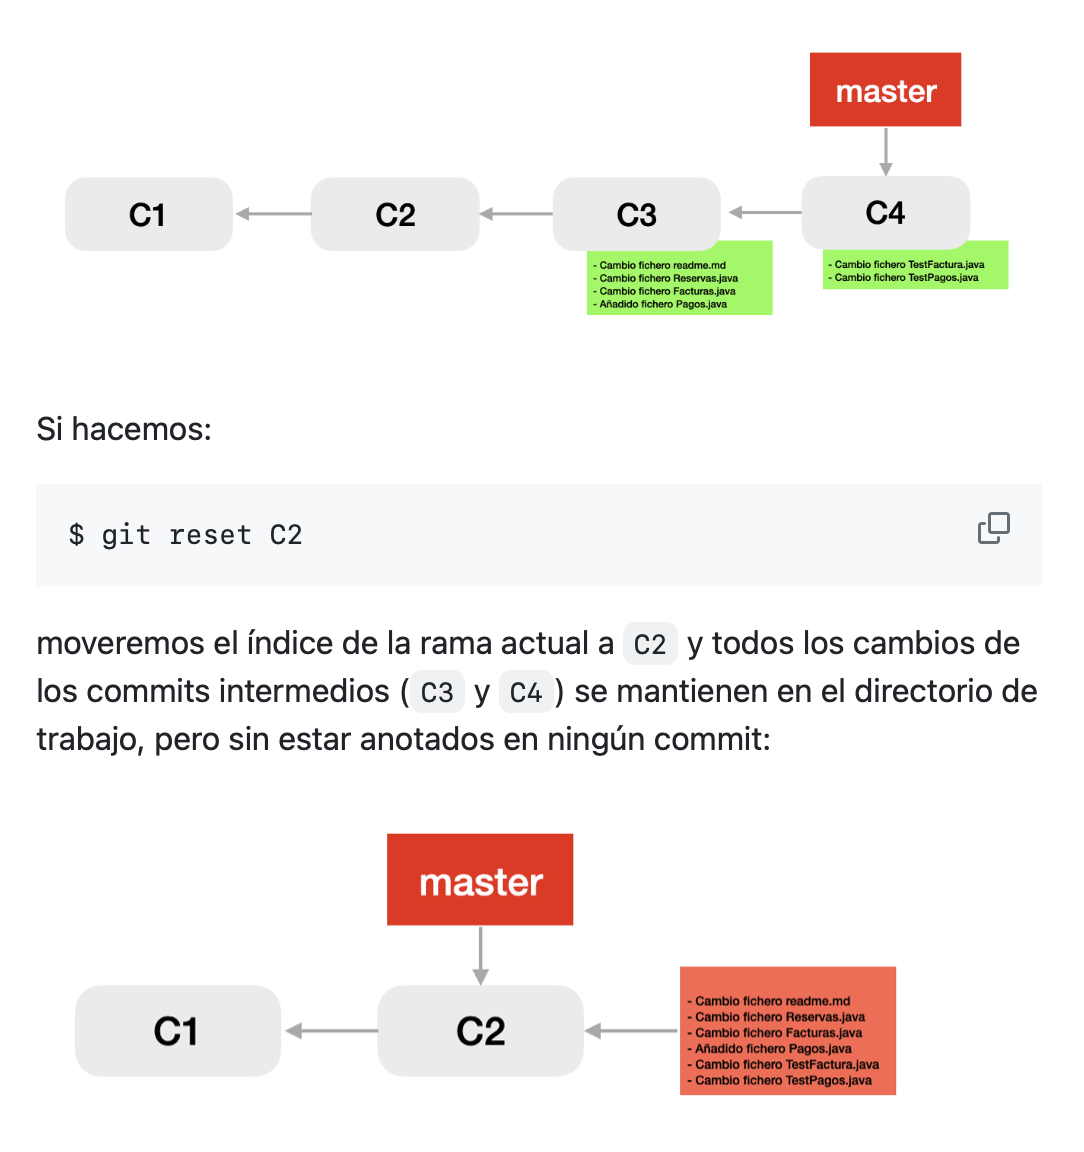 master
C1
C2
C3
C4
- Cambio fichero readme.md
- Cambio fichero Reservas.java
- Cambio fichero Facturas.java
- Añadido fichero Pagos.java
- Cambio fichero TestFactura.java
- Cambio fichero TestPagos.java
Si hacemos:
$ git reset C2
moveremos el índice de la rama actual a C2 y todos los cambios de
los commits intermedios ( C3 y C4 ) se mantienen en el directorio de
trabajo, pero sin estar anotados en ningún commit:
master
C1
C2
- Cambio fichero readme.md
- Cambio fichero Reservas.java
- Cambio fichero Facturas.java
- Añadido fichero Pagos.java
- Cambio fichero TestFactura.java
- Cambio fichero TestPagos.java